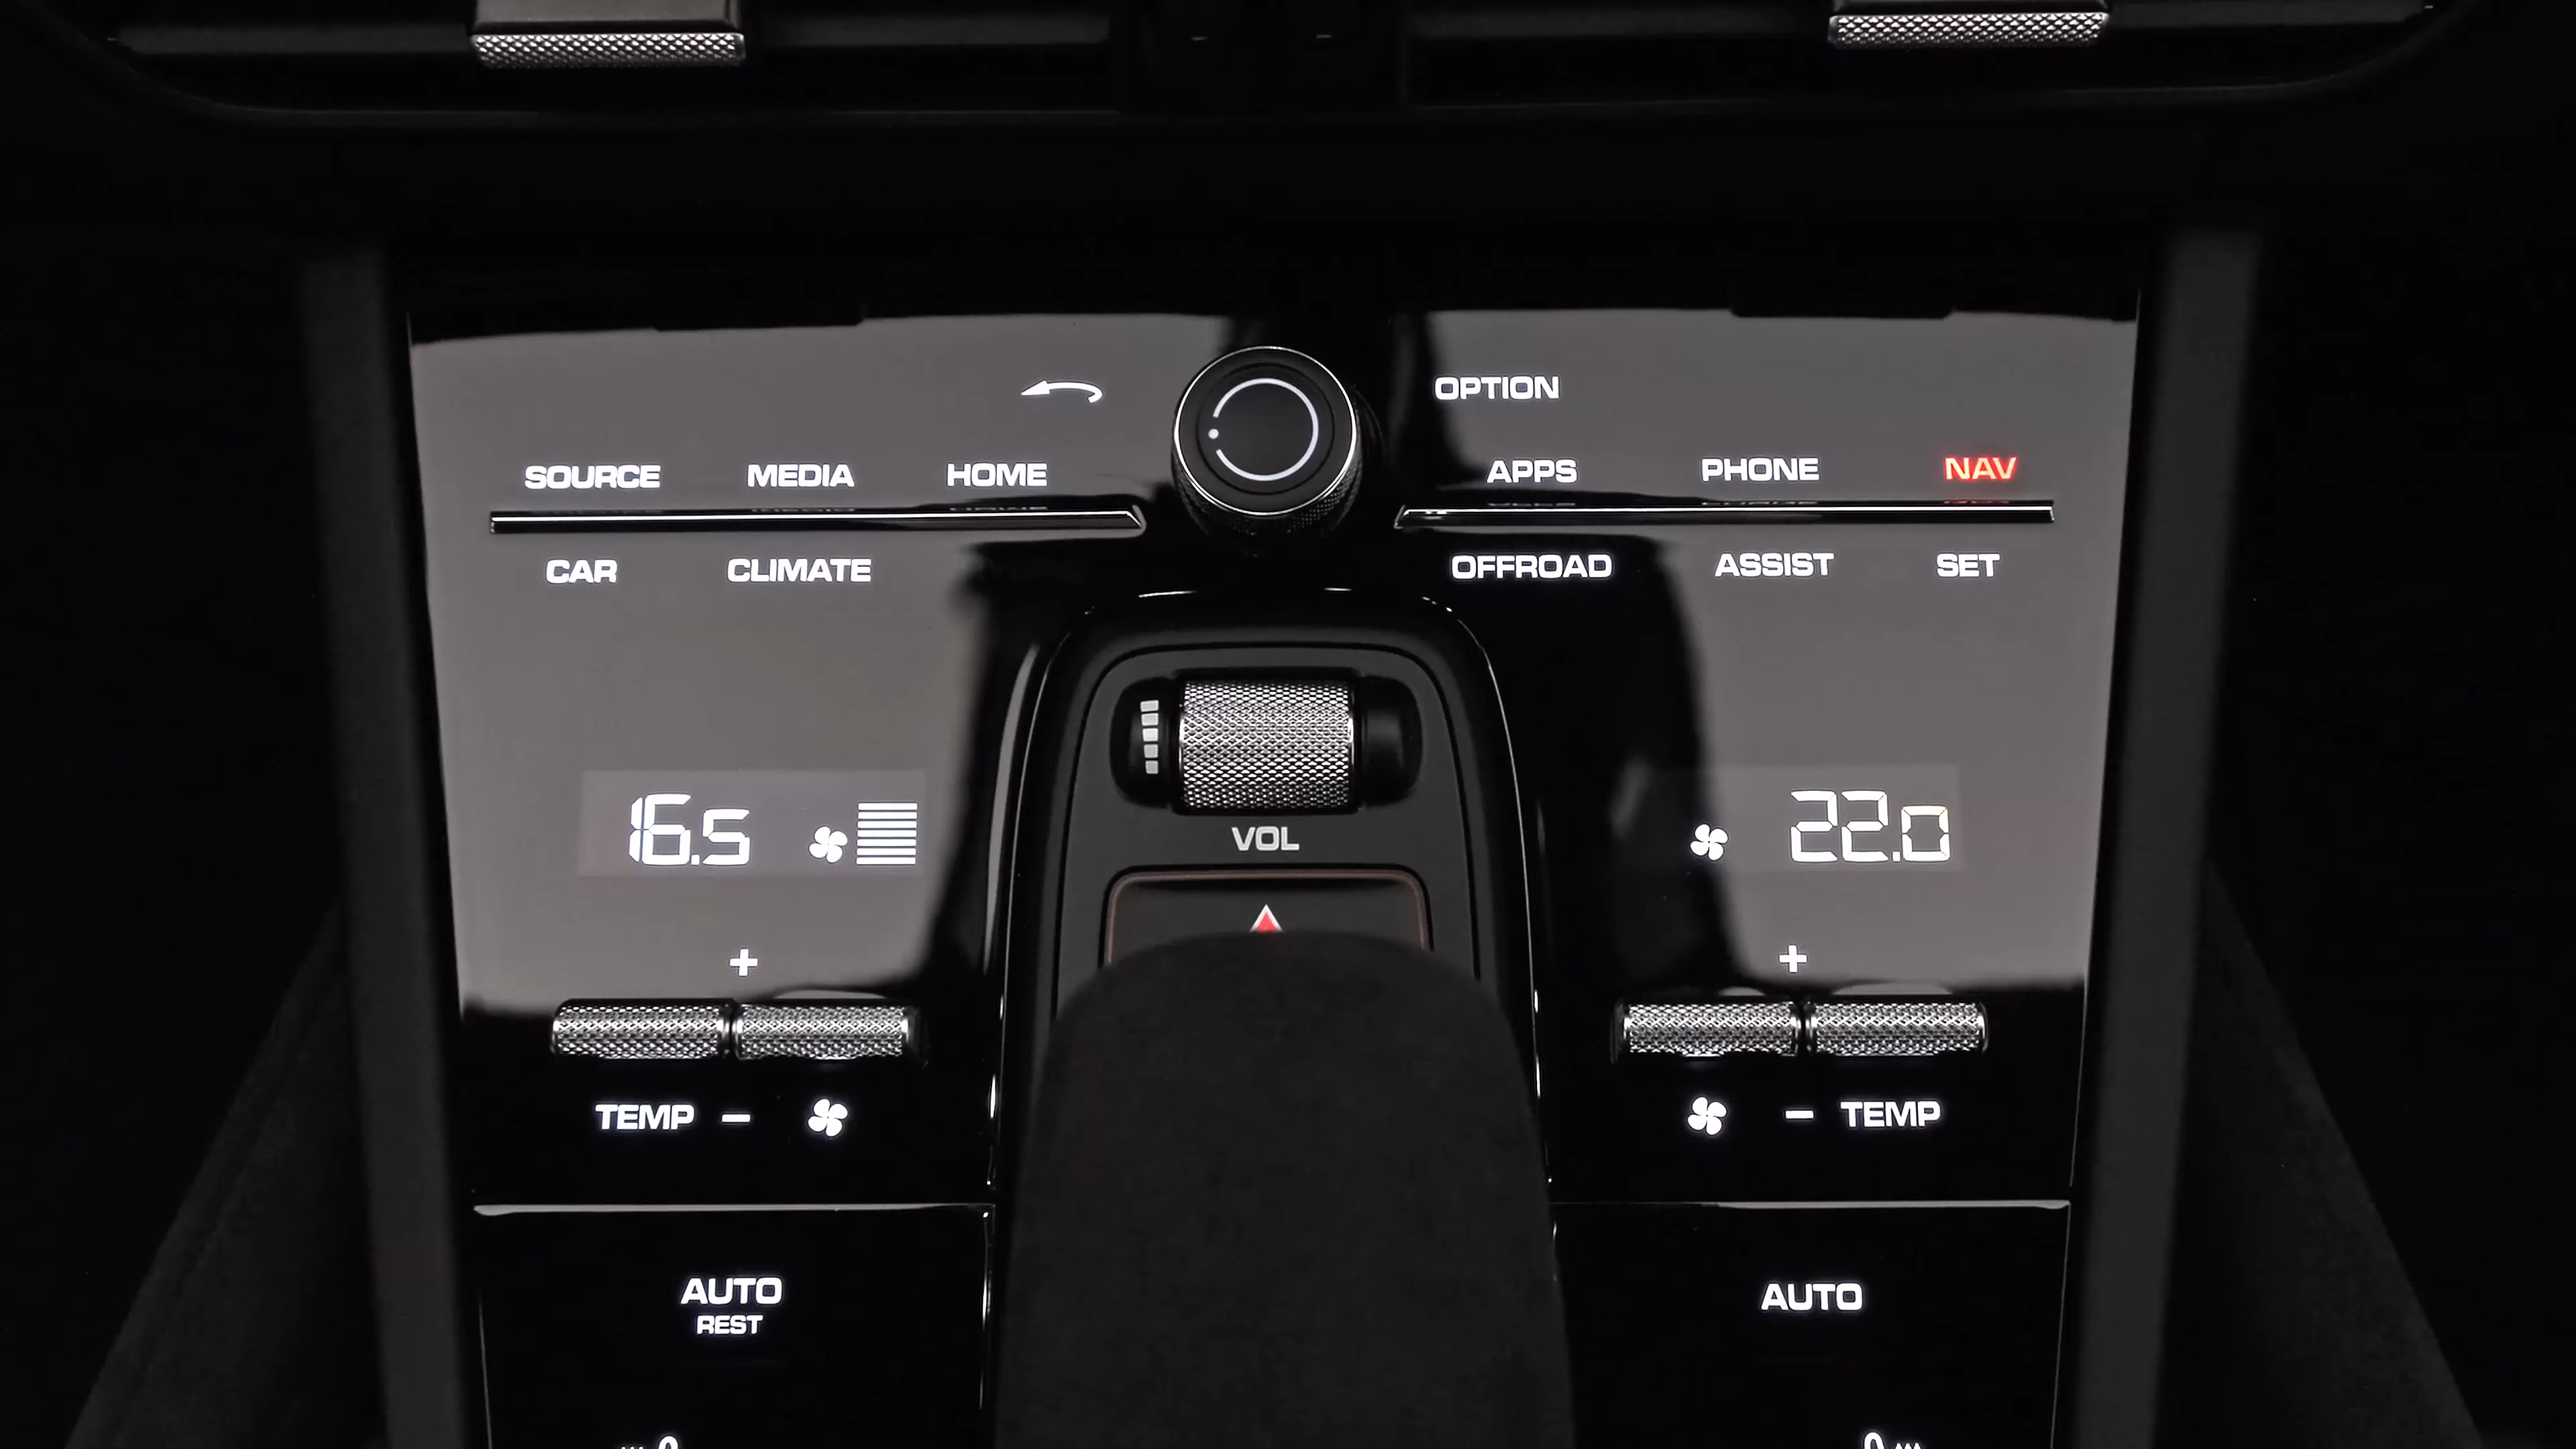 OPTION
SOURCE MEDIA HOME
APPS PHONE NAV
CAR CLIMATE
OFFROAD ASSIST SET
16.5
22.0
VOL
+
+
TEMP –
– TEMP
AUTO
REST
AUTO